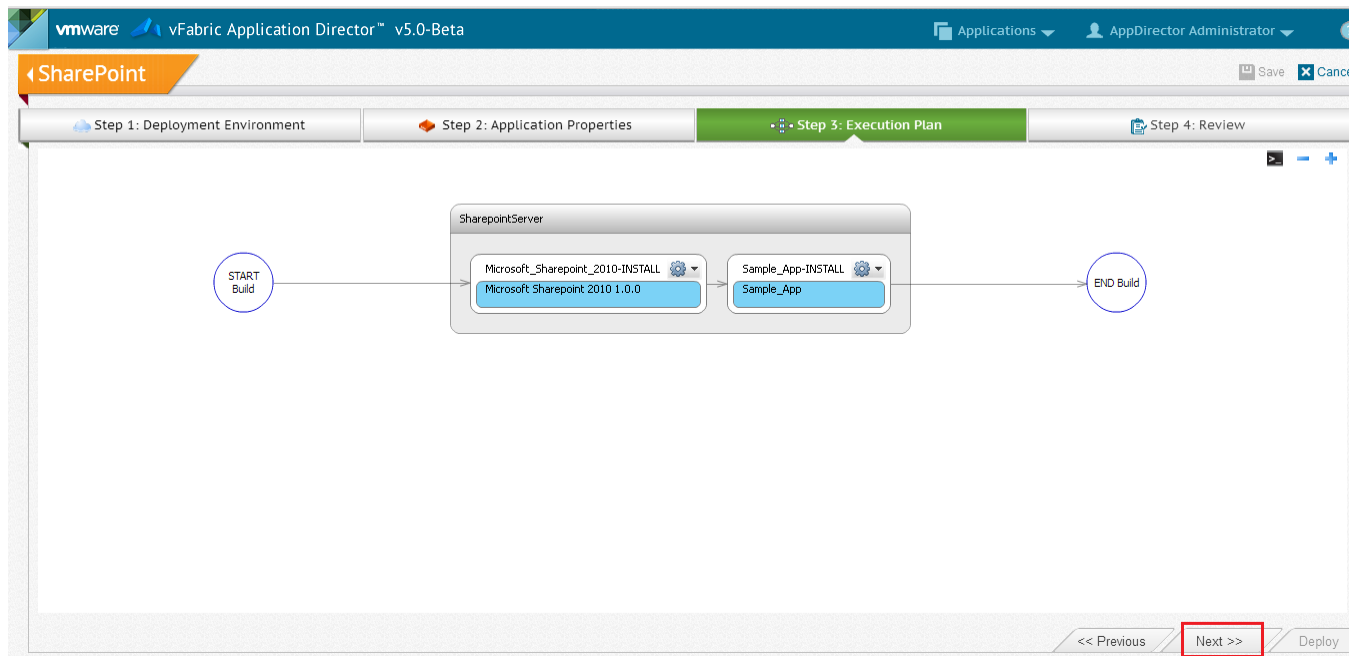 vmware vFabric Application Director™ v5.0-Beta Applications AppDirector Administrator
SharePoint Save Cance
Step 1: Deployment Environment Step 2: Application Properties Step 3: Execution Plan Step 4: Review
SharepointServer
START
Build
Microsoft_Sharepoint_2010-INSTALL
Microsoft Sharepoint 2010 1.0.0
Sample_App-INSTALL
Sample_App
END Build
<< Previous Next >> Deploy